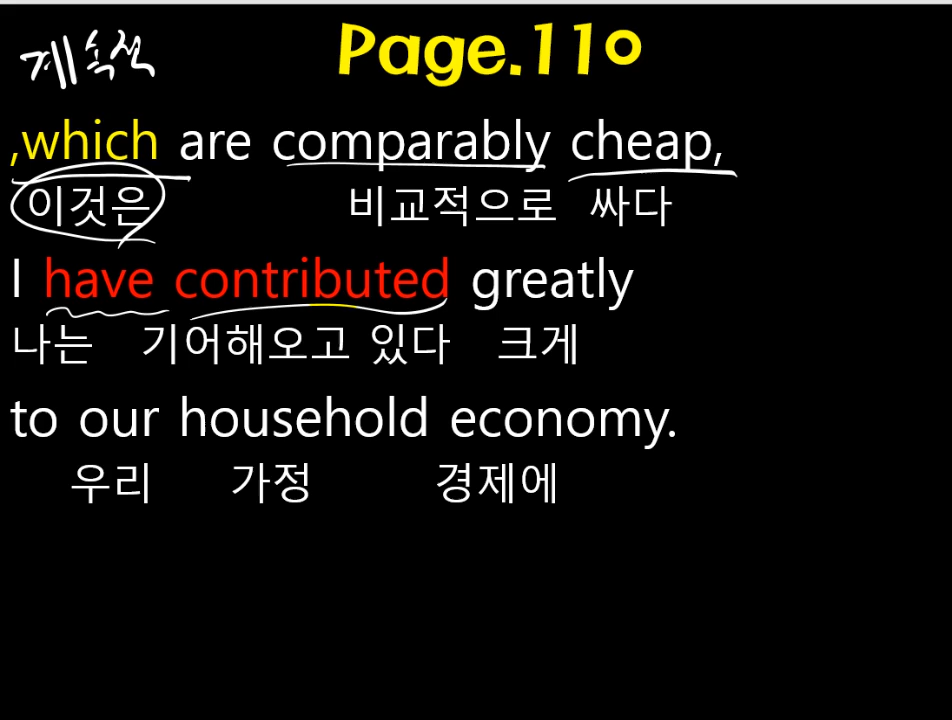 계속적
Page.110
,which are comparably cheap,
이것은 비교적으로 싸다
I have contributed greatly
나는 기어해오고 있다 크게
to our household economy.
우리 가정 경제에